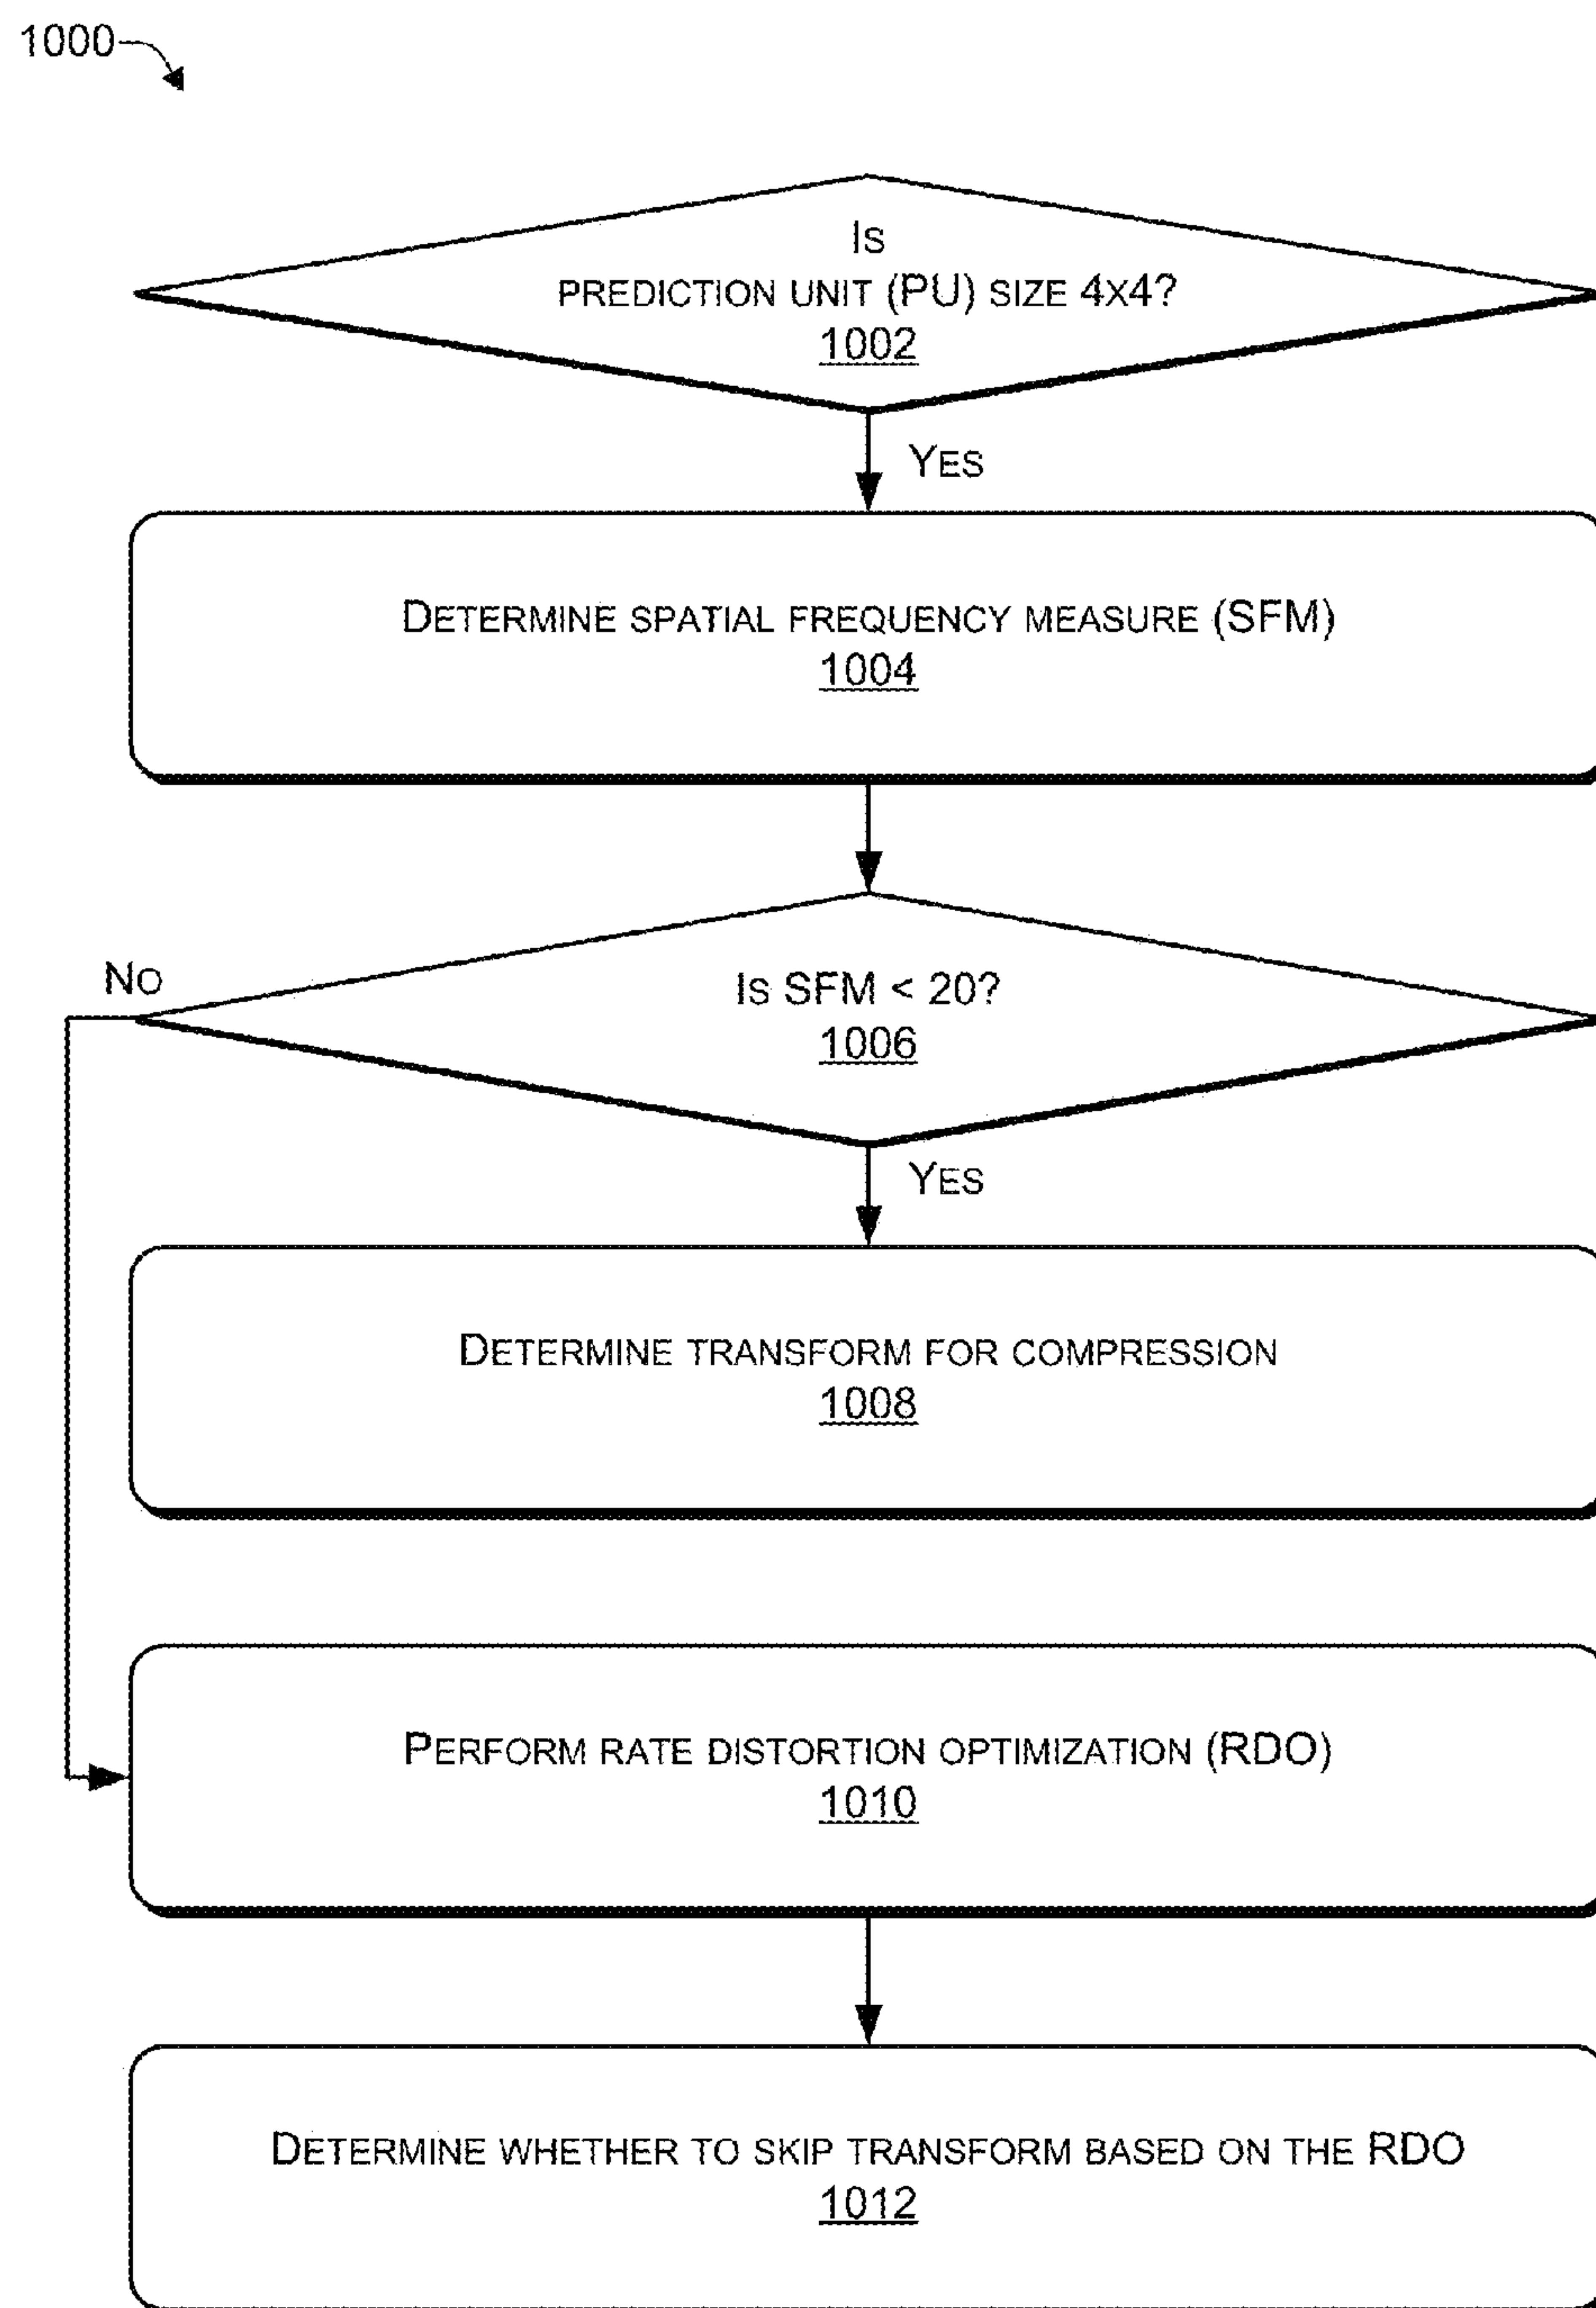 1000
Is
PREDICTION UNIT (PU) SIZE 4X4?
1002
YES
DETERMINE SPATIAL FREQUENCY MEASURE (SFM)
1004
NO
IS SFM < 20?
1006
YES
DETERMINE TRANSFORM FOR COMPRESSION
1008
PERFORM RATE DISTORTION OPTIMIZATION (RDO)
1010
DETERMINE WHETHER TO SKIP TRANSFORM BASED ON THE RDO
1012